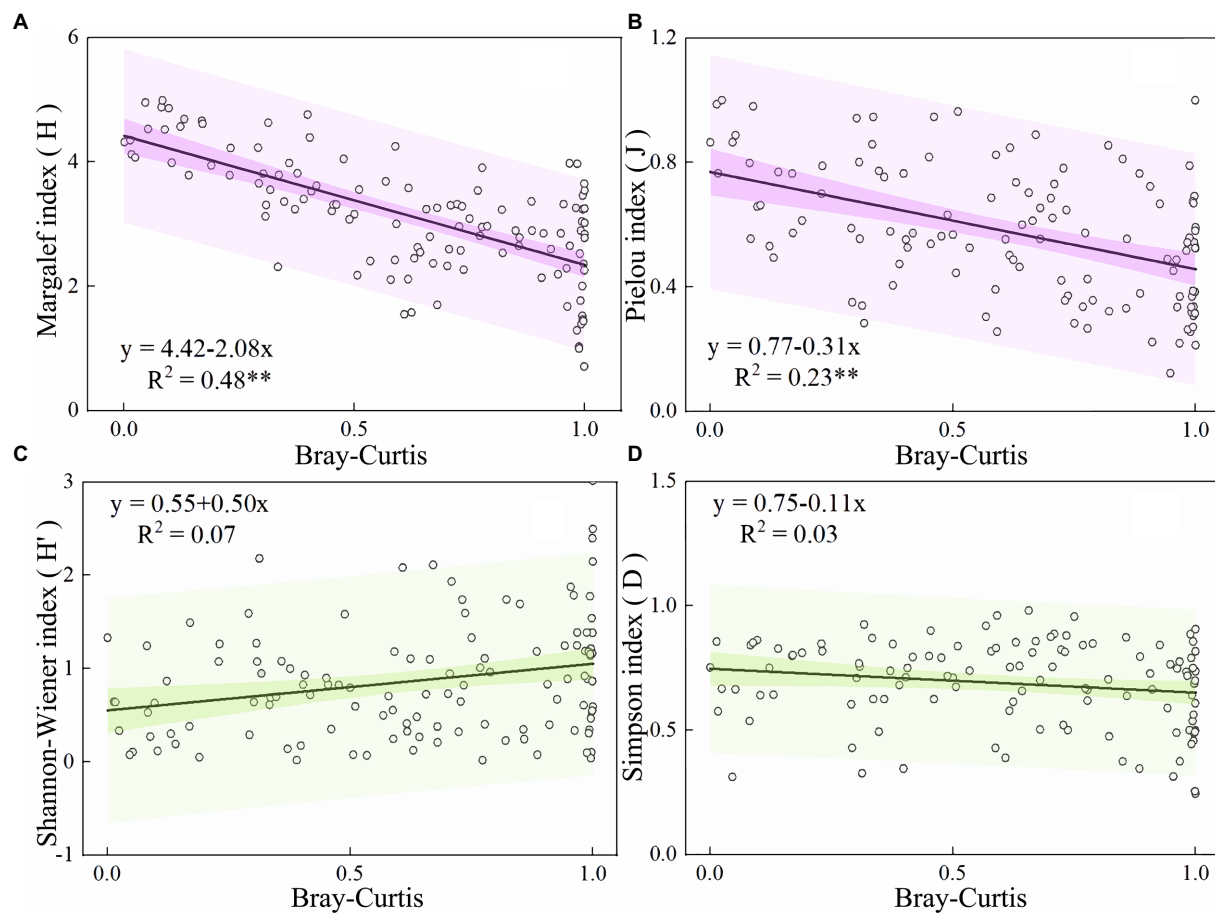 A
6
4
2
0
Margalef index ( H )
y = 4.42-2.08x
R² = 0.48**
0.0 0.5 1.0
Bray-Curtis
B
1.2
0.8
0.4
0.0
Pielou index ( J )
y = 0.77-0.31x
R² = 0.23**
0.0 0.5 1.0
Bray-Curtis
C
3
2
1
0
-1
Shannon-Wiener index ( H' )
y = 0.55+0.50x
R² = 0.07
0.0 0.5 1.0
Bray-Curtis
D
1.5
1.0
0.5
0.0
Simpson index ( D )
y = 0.75-0.11x
R² = 0.03
0.0 0.5 1.0
Bray-Curtis